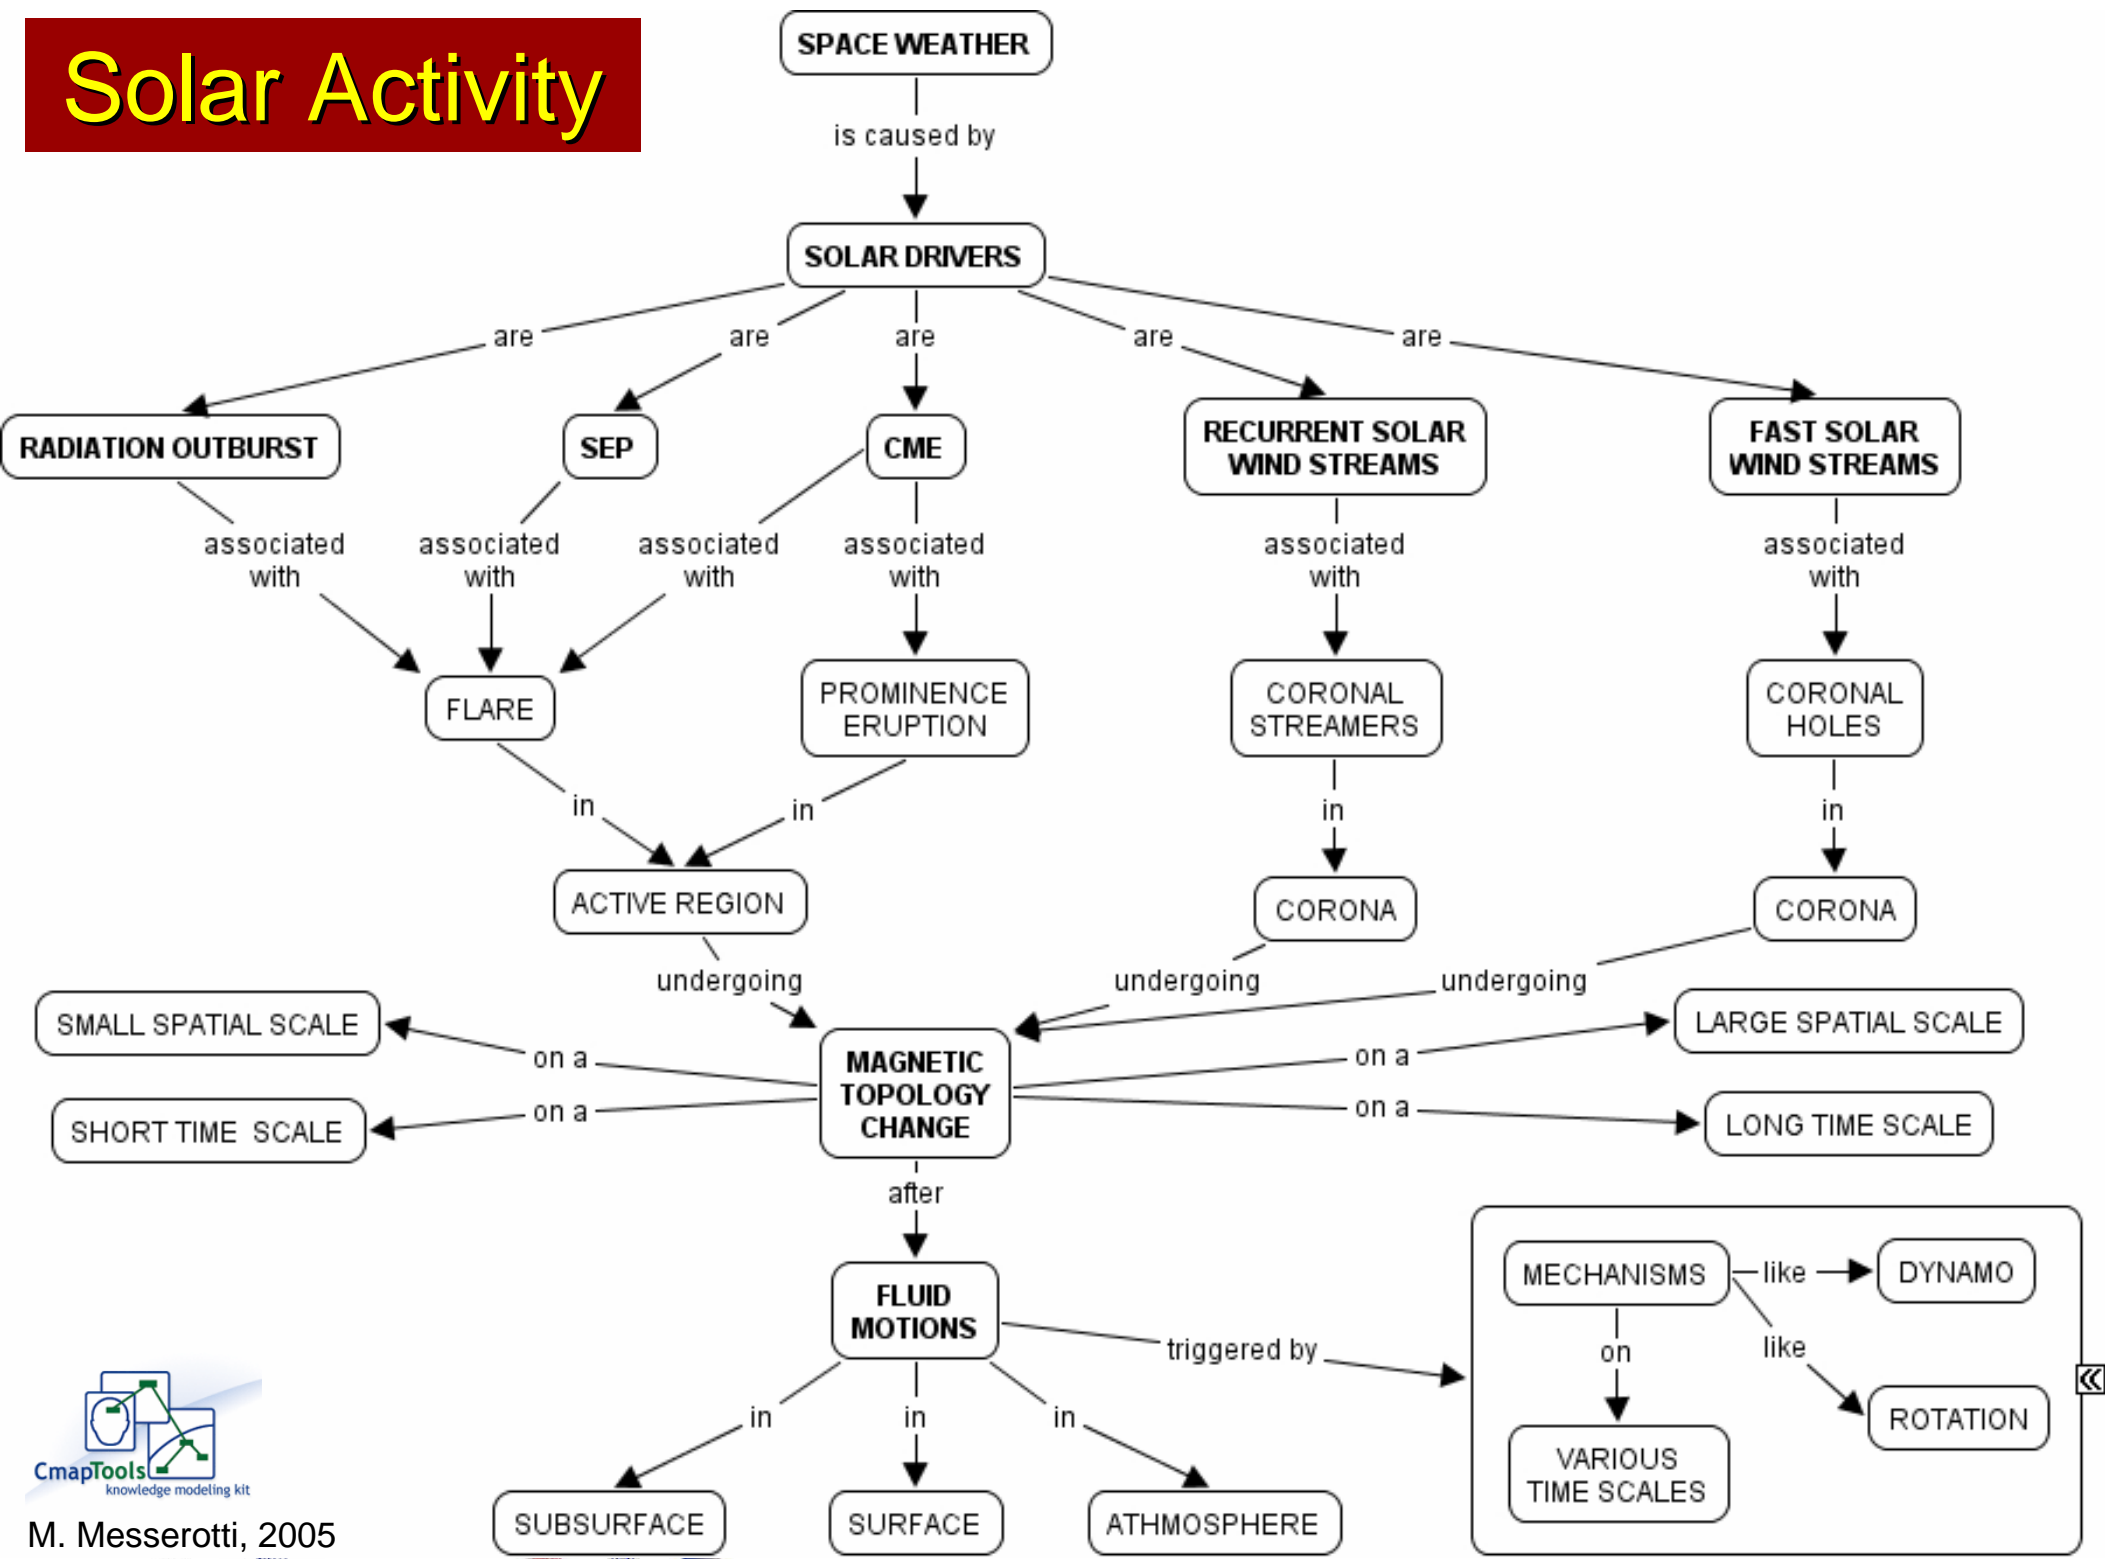 Solar Activity
SPACE WEATHER
is caused by
SOLAR DRIVERS
are are are are are
RADIATION OUTBURST
SEP
CME
RECURRENT SOLAR
WIND STREAMS
FAST SOLAR
WIND STREAMS
associated
with
associated
with
associated
with
associated
with
associated
with
associated
with
FLARE
PROMINENCE
ERUPTION
CORONAL
STREAMERS
CORONAL
HOLES
in in in in
ACTIVE REGION
CORONA
CORONA
undergoing undergoing undergoing
SMALL SPATIAL SCALE
on a
SHORT TIME SCALE
on a
MAGNETIC
TOPOLOGY
CHANGE
on a
LARGE SPATIAL SCALE
on a
LONG TIME SCALE
after
FLUID
MOTIONS
triggered by
MECHANISMS
like
DYNAMO
like
ROTATION
on
VARIOUS
TIME SCALES
in in in
SUBSURFACE
SURFACE
ATHMOSPHERE
CmapTools
knowledge modeling kit
M. Messerotti, 2005